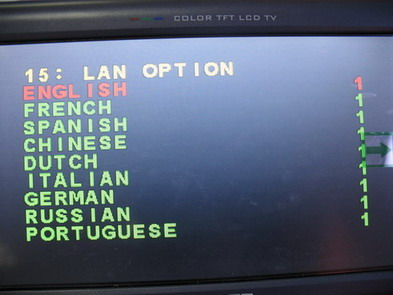 COLOR TFT LCD TV
15: LAN OPTION
ENGLISH 1
FRENCH 1
SPANISH 1
CHINESE 1
DUTCH 1
ITALIAN 1
GERMAN 1
RUSSIAN 1
PORTUGUESE